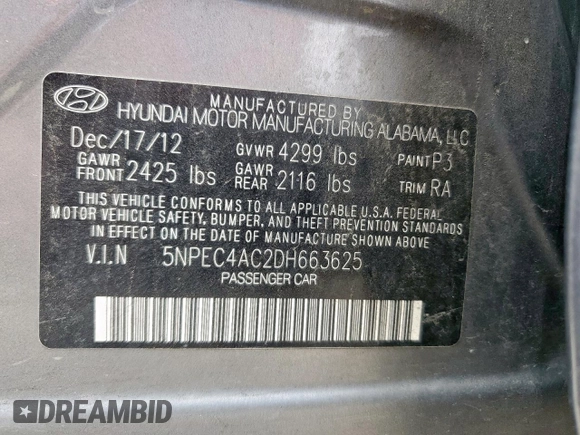 MANUFACTURED BY
HYUNDAI MOTOR MANUFACTURING ALABAMA, LLC
Dec/17/12 GVWR 4299 lbs PAINT P3
GAWR FRONT 2425 lbs GAWR REAR 2116 lbs TRIM RA
THIS VEHICLE CONFORMS TO ALL APPLICABLE U.S.A. FEDERAL
MOTOR VEHICLE SAFETY, BUMPER, AND THEFT PREVENTION STANDARDS
IN EFFECT ON THE DATE OF MANUFACTURE SHOWN ABOVE
V.I.N 5NPEC4AC2DH663625
PASSENGER CAR
DREAMBID